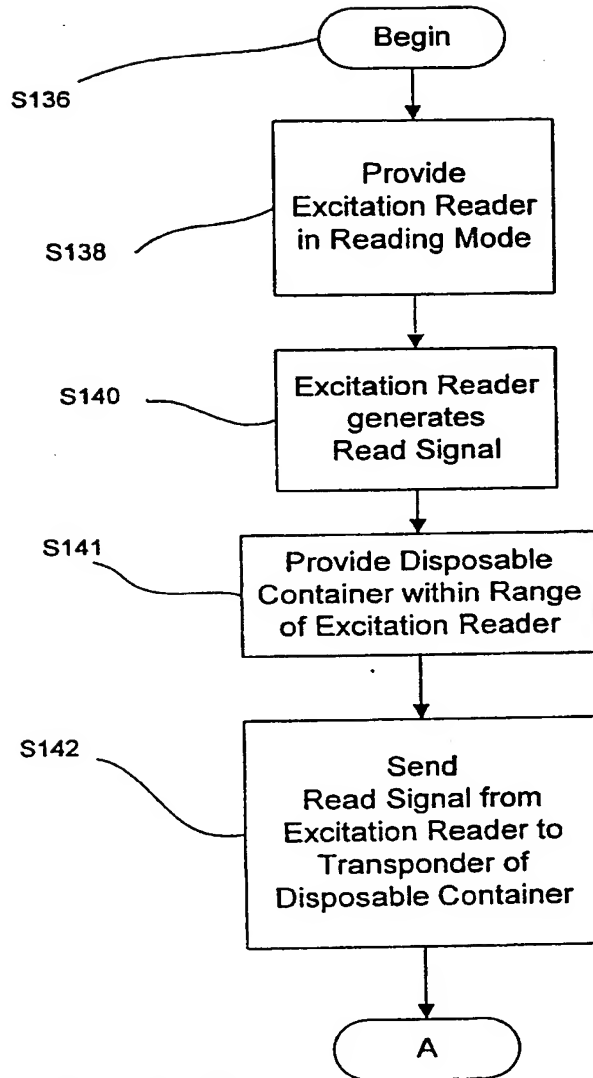 Begin
S136
Provide
Excitation Reader
in Reading Mode
S138
Excitation Reader
generates
Read Signal
S140
S141
Provide Disposable
Container within Range
of Excitation Reader
S142
Send
Read Signal from
Excitation Reader to
Transponder of
Disposable Container
A